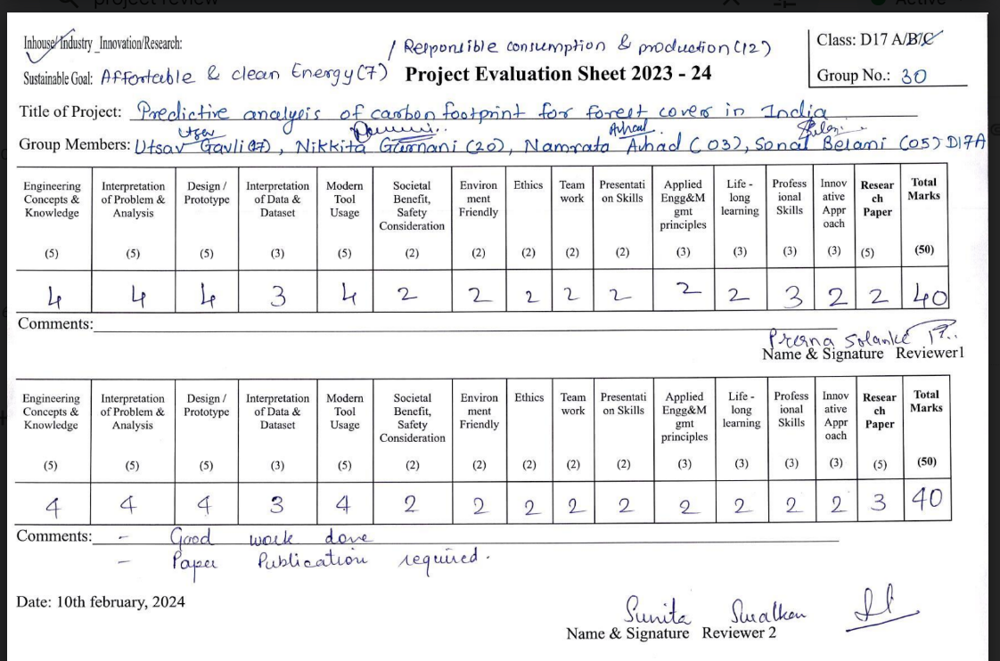 Inhouse/Industry_Innovation/Research:
/ Responsible consumption & production (12)
Class: D17 A/B/C
Sustainable Goal: Affortable & clean Energy (7) Project Evaluation Sheet 2023 - 24
Group No.: 30
Title of Project: Predictive analysis of carbon footprint for forest cover in India
Utsav
Group Members: Utsav Gavli (17), Nikkita Gurnani (20), Namrata Avhad (03), Sonal Belani (05) D17A
Engineering Concepts & Knowledge (5) Interpretation of Problem & Analysis (5) Design / Prototype (5) Interpretation of Data & Dataset (3) Modern Tool Usage (5) Societal Benefit, Safety Consideration (2) Environ ment Friendly (2) Ethics (2) Team work (2) Presentati on Skills (2) Applied Engg&M gmt principles (3) Life - long learning (3) Profess ional Skills (3) Innov ative Appr oach (3) Resear ch Paper (5) Total Marks (50)
4 4 4 3 4 2 2 2 2 2 2 2 3 2 2 40
Comments:
Prerna Solanke
Name & Signature Reviewer1
Engineering Concepts & Knowledge (5) Interpretation of Problem & Analysis (5) Design / Prototype (5) Interpretation of Data & Dataset (3) Modern Tool Usage (5) Societal Benefit, Safety Consideration (2) Environ ment Friendly (2) Ethics (2) Team work (2) Presentati on Skills (2) Applied Engg&M gmt principles (3) Life - long learning (3) Profess ional Skills (3) Innov ative Appr oach (3) Resear ch Paper (5) Total Marks (50)
4 4 4 3 4 2 2 2 2 2 2 2 2 2 3 40
Comments: - Good work done
- Paper Publication required.
Date: 10th february, 2024
Sunita
Name & Signature Reviewer 2